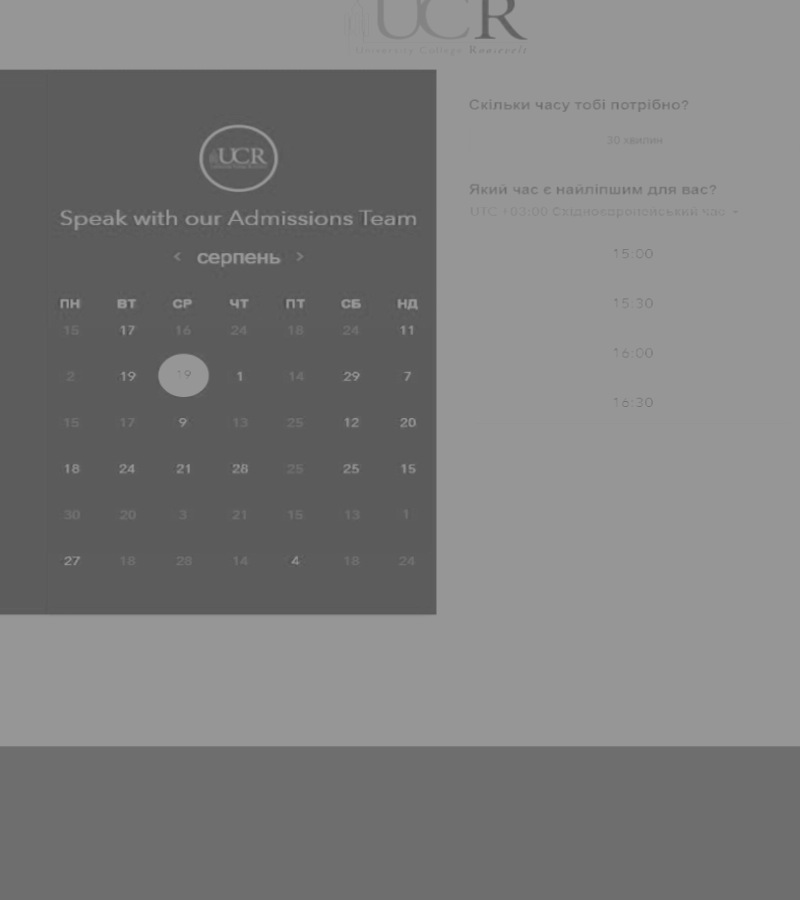 UCR
University College Roosevelt
UCR
Speak with our Admissions Team
< серпень >
ПН ВТ СР ЧТ ПТ СБ НД
15 17 16 24 18 24 11
2 19 19 1 14 29 7
15 17 9 13 25 12 20
18 24 21 28 25 25 15
30 20 3 21 15 13 1
27 18 28 14 4 18 24
Скільки часу тобі потрібно?
30 хвилин
Який час є найліпшим для вас?
UTC +03:00 Східноєвропейський час
15:00
15:30
16:00
16:30